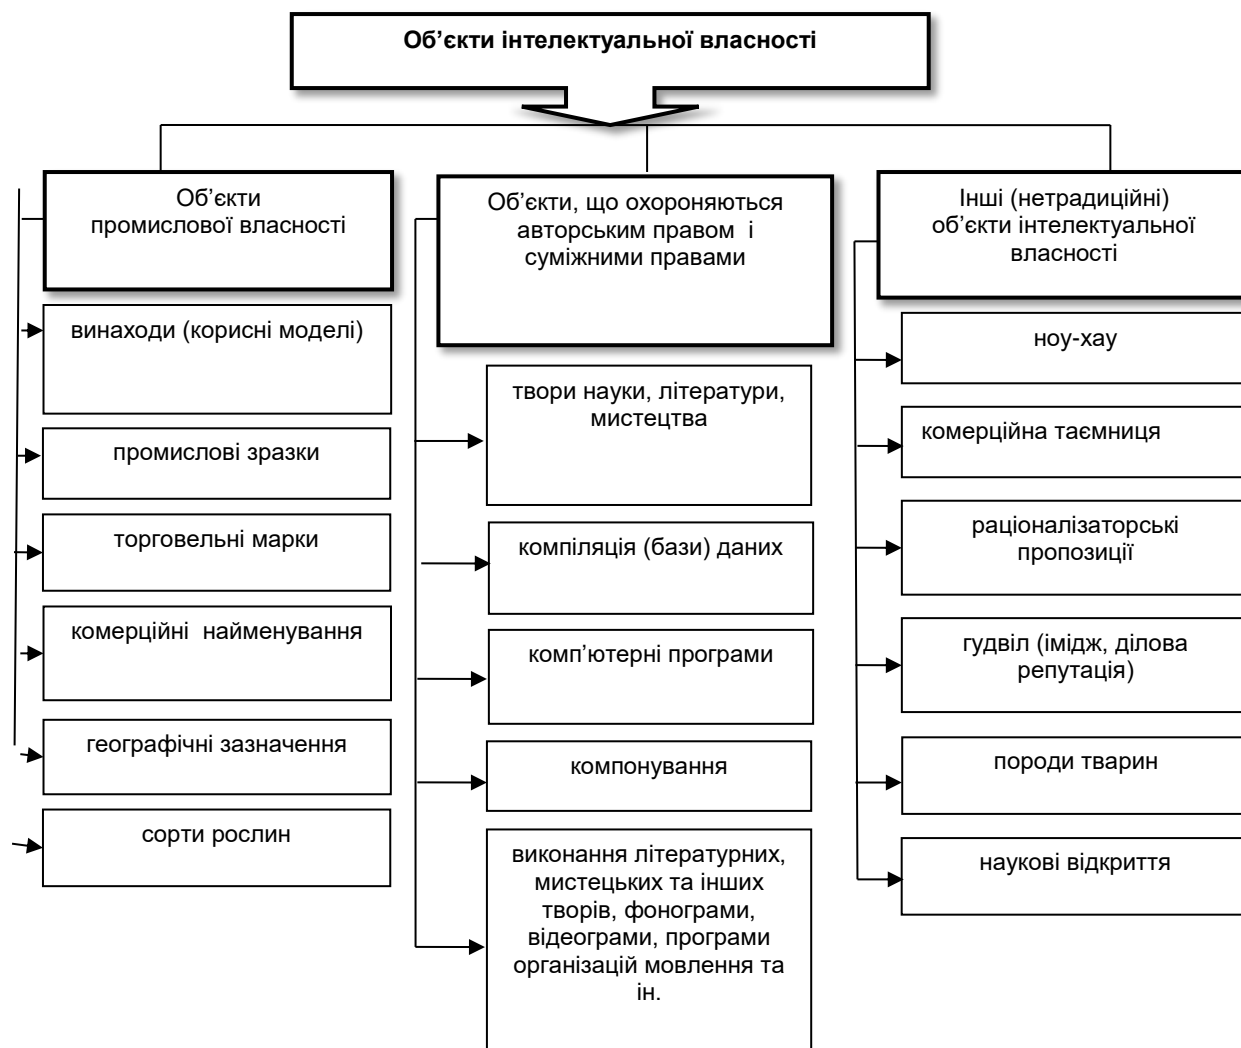 Об’єкти інтелектуальної власності
Об’єкти
промислової власності
винаходи (корисні моделі)
промислові зразки
торговельні марки
комерційні найменування
географічні зазначення
сорти рослин
Об’єкти, що охороняються
авторським правом і
суміжними правами
твори науки, літератури,
мистецтва
компіляція (бази) даних
комп’ютерні програми
компонування
виконання літературних,
мистецьких та інших
творів, фонограми,
відеограми, програми
організацій мовлення та
ін.
Інші (нетрадиційні)
об’єкти інтелектуальної
власності
ноу-хау
комерційна таємниця
раціоналізаторські
пропозиції
гудвіл (імідж, ділова
репутація)
породи тварин
наукові відкриття